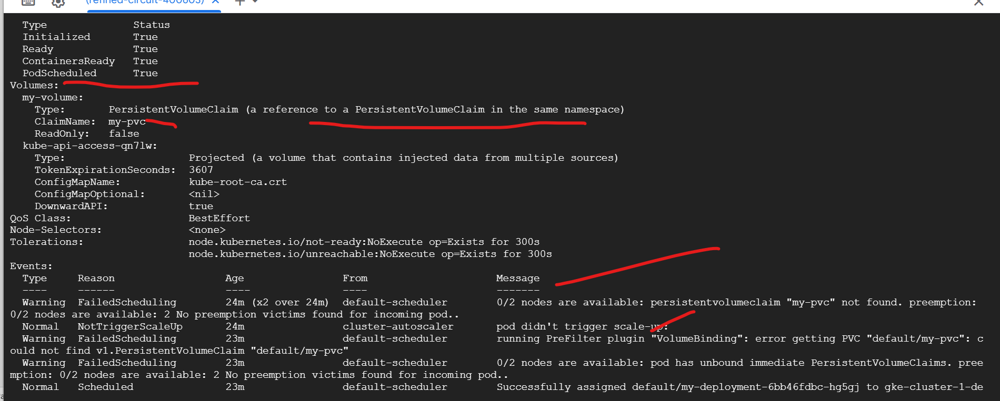 (refined-circuit-400803)
Type Status
Initialized True
Ready True
ContainersReady True
PodScheduled True
Volumes:
my-volume:
Type: PersistentVolumeClaim (a reference to a PersistentVolumeClaim in the same namespace)
ClaimName: my-pvc
ReadOnly: false
kube-api-access-qn7lw:
Type: Projected (a volume that contains injected data from multiple sources)
TokenExpirationSeconds: 3607
ConfigMapName: kube-root-ca.crt
ConfigMapOptional: <nil>
DownwardAPI: true
QoS Class: BestEffort
Node-Selectors: <none>
Tolerations: node.kubernetes.io/not-ready:NoExecute op=Exists for 300s
node.kubernetes.io/unreachable:NoExecute op=Exists for 300s
Events:
Type Reason Age From Message
---- ------ ---- ---- -------
Warning FailedScheduling 24m (x2 over 24m) default-scheduler 0/2 nodes are available: persistentvolumeclaim "my-pvc" not found. preemption:
0/2 nodes are available: 2 No preemption victims found for incoming pod..
Normal NotTriggerScaleUp 24m cluster-autoscaler pod didn't trigger scale-up:
Warning FailedScheduling 23m default-scheduler running PreFilter plugin "VolumeBinding": error getting PVC "default/my-pvc": c
ould not find v1.PersistentVolumeClaim "default/my-pvc"
Warning FailedScheduling 23m default-scheduler 0/2 nodes are available: pod has unbound immediate PersistentVolumeClaims. pree
mption: 0/2 nodes are available: 2 No preemption victims found for incoming pod..
Normal Scheduled 23m default-scheduler Successfully assigned default/my-deployment-6bb46fdbc-hg5gj to gke-cluster-1-de